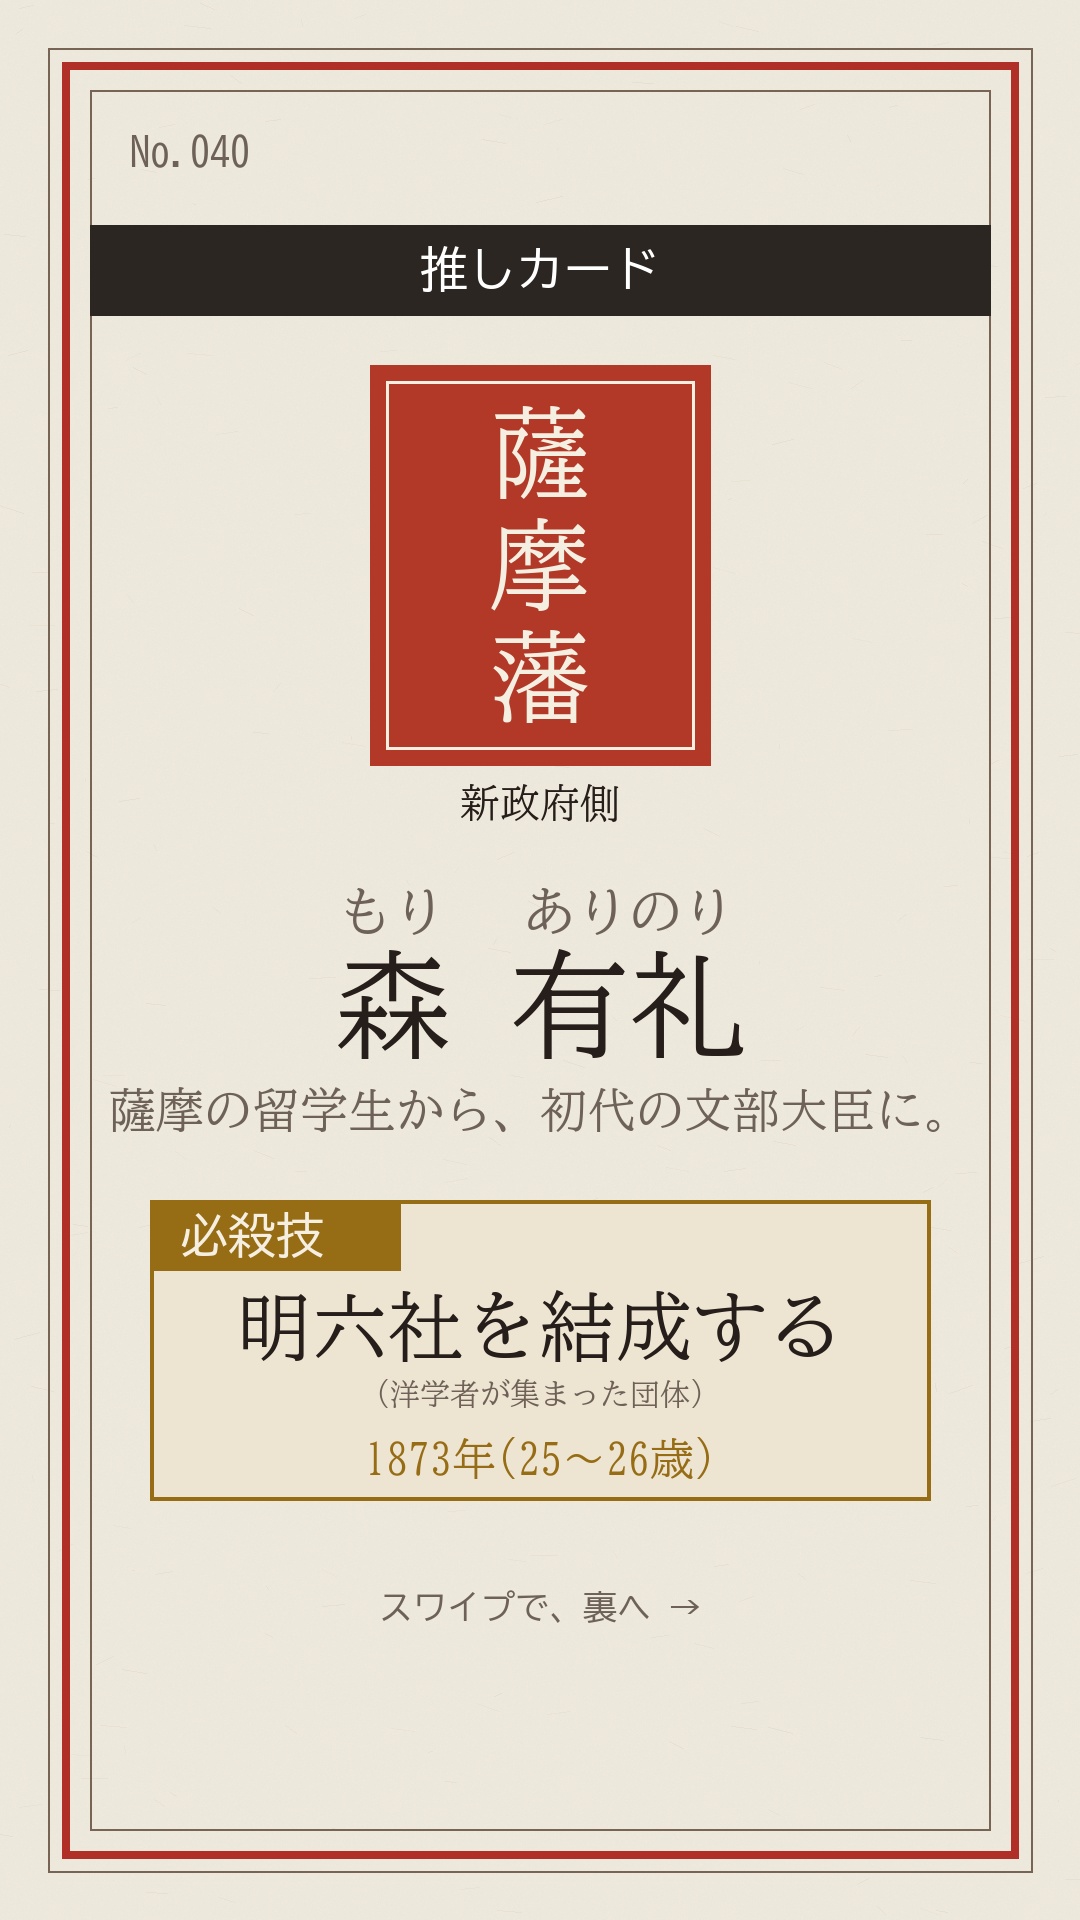 No.040
推しカード
薩摩藩
新政府側
もり ありのり
森 有礼
薩摩の留学生から、初代の文部大臣に。
必殺技
明六社を結成する
（洋学者が集まった団体）
1873年（25〜26歳）
スワイプで、裏へ →